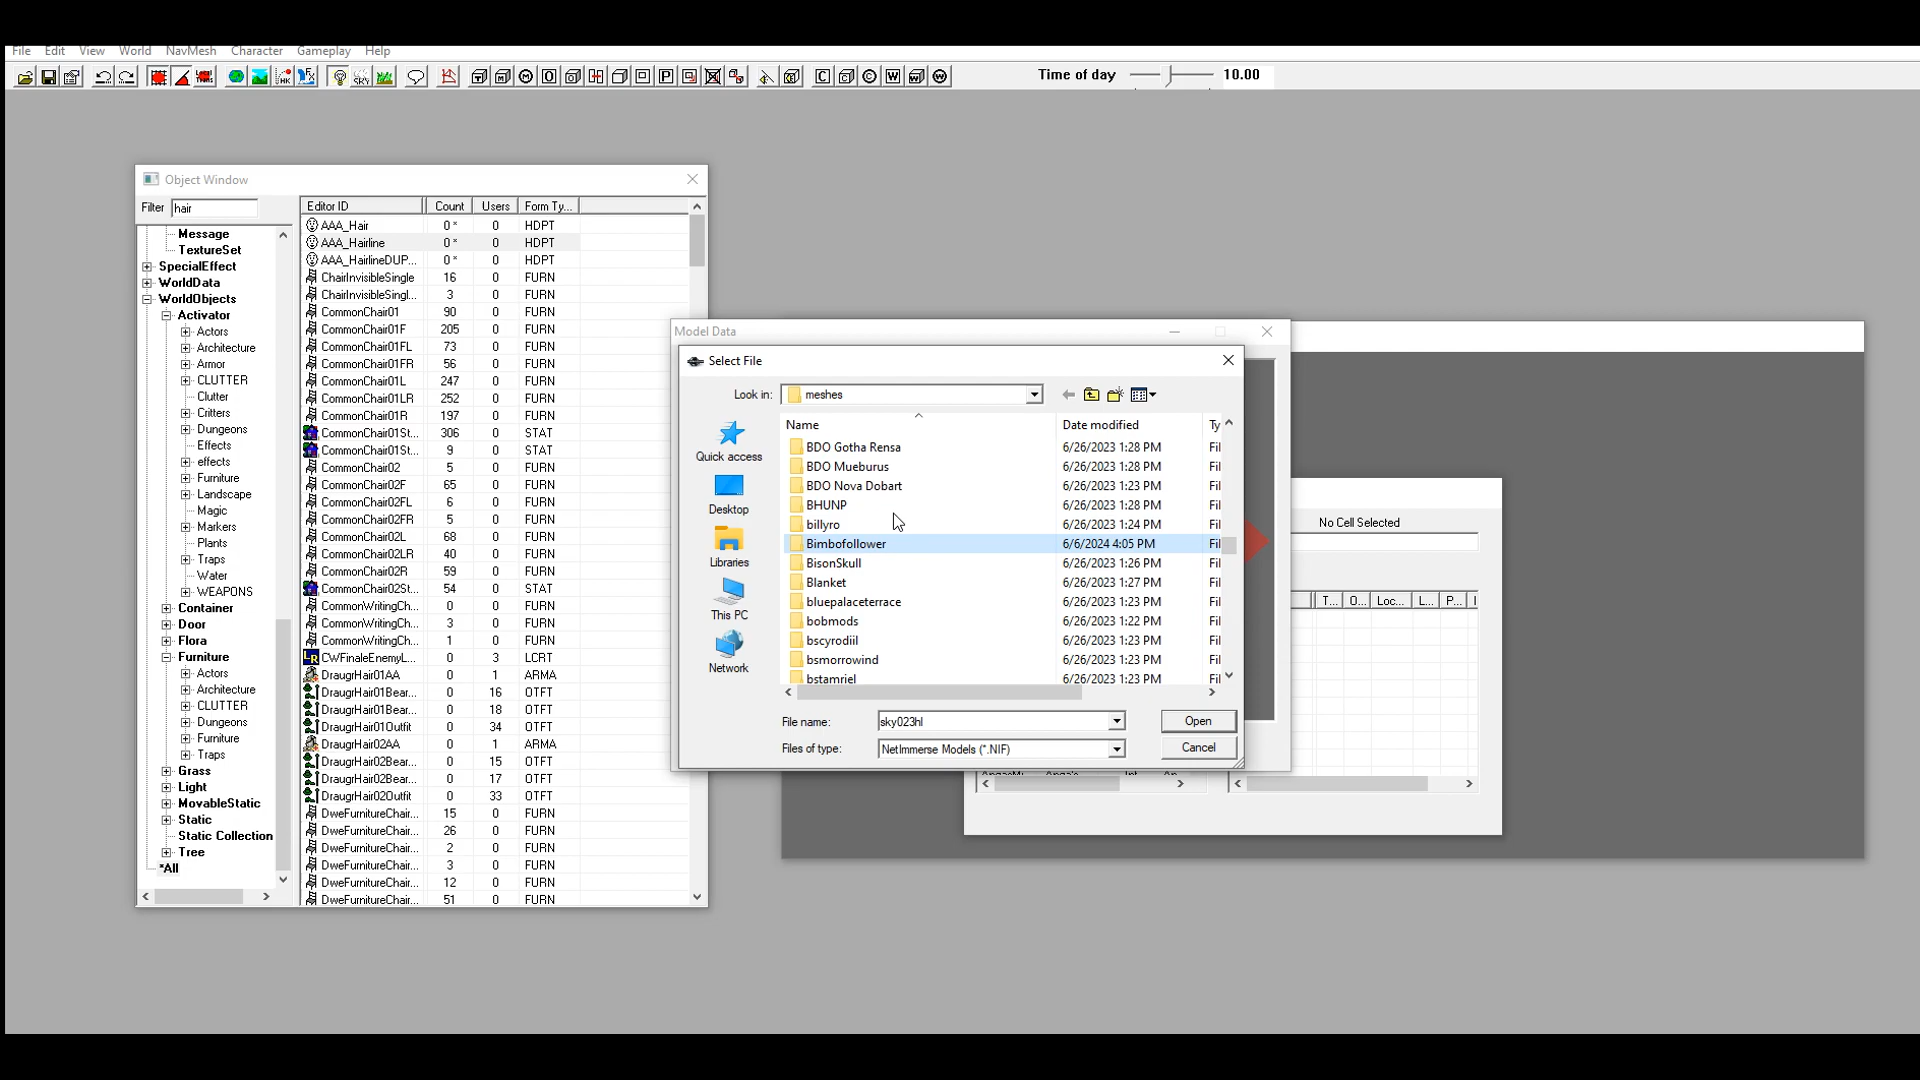 File Edit View World NavMesh Character Gameplay Help
Time of day 10.00
Object Window
Filter hair
Message
TextureSet
SpecialEffect
WorldData
WorldObjects
Activator
Actors
Architecture
Armor
CLUTTER
Clutter
Critters
Dungeons
Effects
effects
Furniture
Landscape
Magic
Markers
Plants
Traps
Water
WEAPONS
Container
Door
Flora
Furniture
Actors
Architecture
CLUTTER
Dungeons
Furniture
Traps
Grass
Light
MovableStatic
Static
Static Collection
Tree
*All
Editor ID Count Users Form Ty...
AAA_Hair 0 * 0 HDPT
AAA_Hairline 0 * 0 HDPT
AAA_HairlineDUP... 0 * 0 HDPT
ChairInvisibleSingle 16 0 FURN
ChairInvisibleSingl... 3 0 FURN
CommonChair01 90 0 FURN
CommonChair01F 205 0 FURN
CommonChair01FL 73 0 FURN
CommonChair01FR 56 0 FURN
CommonChair01L 247 0 FURN
CommonChair01LR 252 0 FURN
CommonChair01R 197 0 FURN
CommonChair01St... 306 0 STAT
CommonChair01St... 9 0 STAT
CommonChair02 5 0 FURN
CommonChair02F 65 0 FURN
CommonChair02FL 6 0 FURN
CommonChair02FR 5 0 FURN
CommonChair02L 68 0 FURN
CommonChair02LR 40 0 FURN
CommonChair02R 59 0 FURN
CommonChair02St... 54 0 STAT
CommonWritingCh... 0 0 FURN
CommonWritingCh... 3 0 FURN
CommonWritingCh... 1 0 FURN
CWFinaleEnemyL... 0 3 LCRT
DraugrHair01AA 0 1 ARMA
DraugrHair01Bear... 0 16 OTFT
DraugrHair01Bear... 0 18 OTFT
DraugrHair01Outfit 0 34 OTFT
DraugrHair02AA 0 1 ARMA
DraugrHair02Bear... 0 15 OTFT
DraugrHair02Bear... 0 17 OTFT
DraugrHair02Outfit 0 33 OTFT
DweFurnitureChair... 15 0 FURN
DweFurnitureChair... 26 0 FURN
DweFurnitureChair... 2 0 FURN
DweFurnitureChair... 3 0 FURN
DweFurnitureChair... 12 0 FURN
DweFurnitureChair... 51 0 FURN
Model Data
Select File
Look in: meshes
Quick access
Desktop
Libraries
This PC
Network
Name Date modified Ty
BDO Gotha Rensa 6/26/2023 1:28 PM Fil
BDO Mueburus 6/26/2023 1:28 PM Fil
BDO Nova Dobart 6/26/2023 1:23 PM Fil
BHUNP 6/26/2023 1:28 PM Fil
billyro 6/26/2023 1:24 PM Fil
Bimbofollower 6/6/2024 4:05 PM Fil
BisonSkull 6/26/2023 1:26 PM Fil
Blanket 6/26/2023 1:27 PM Fil
bluepalaceterrace 6/26/2023 1:23 PM Fil
bobmods 6/26/2023 1:22 PM Fil
bscyrodiil 6/26/2023 1:23 PM Fil
bsmorrowind 6/26/2023 1:23 PM Fil
bstamriel 6/26/2023 1:23 PM Fil
File name: sky023hl Open
Files of type: NetImmerse Models (*.NIF) Cancel
No Cell Selected
T... O... Loc... L... P... I